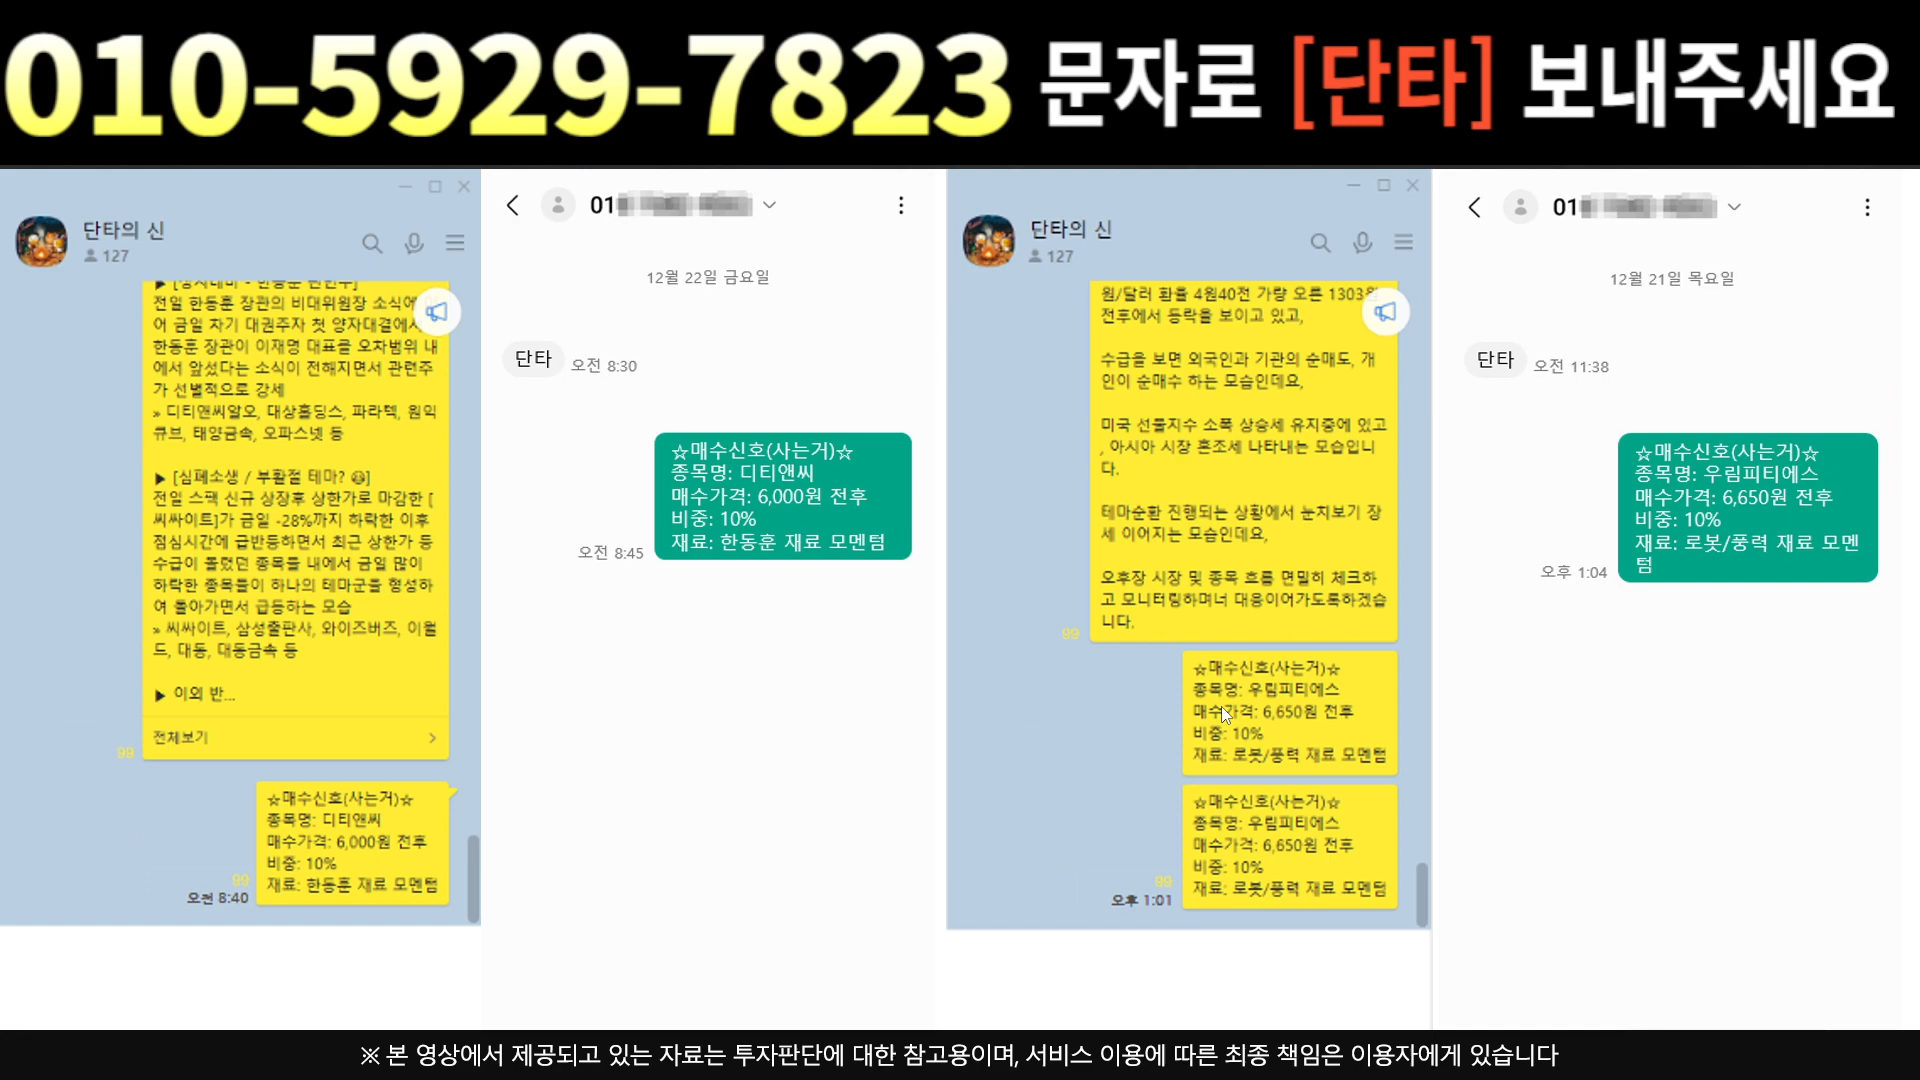 010-5929-7823 문자로 [단타] 보내주세요
단타의 신
127
전일 한동훈 장관의 비대위원장 소식에
어 금일 차기 대권주자 첫 양자대결에서
한동훈 장관이 이재명 대표를 오차범위 내
에서 앞섰다는 소식이 전해지면서 관련주
가 선별적으로 강세
» 디티앤씨알오, 대상홀딩스, 파라텍, 원익
큐브, 태양금속, 오파스넷 등
▶ [심폐소생 / 부활절 테마? 😆]
전일 스팩 신규 상장후 상한가로 마감한 [
씨싸이트]가 금일 -28%까지 하락한 이후
점심시간에 급반등하면서 최근 상한가 등
수급이 몰렸던 종목들 내에서 금일 많이
하락한 종목들이 하나의 테마군을 형성하
여 돌아가면서 급등하는 모습
» 씨싸이트, 삼성출판사, 와이즈버즈, 이월
드, 대동, 대동금속 등
▶ 이외 반...
전체보기
99
☆매수신호(사는거)☆
종목명: 디티앤씨
매수가격: 6,000원 전후
비중: 10%
재료: 한동훈 재료 모멘텀
99
오전 8:40
01
12월 22일 금요일
단타
오전 8:30
☆매수신호(사는거)☆
종목명: 디티앤씨
매수가격: 6,000원 전후
비중: 10%
재료: 한동훈 재료 모멘텀
오전 8:45
단타의 신
127
원/달러 환율 4원40전 가량 오른 1303원
전후에서 등락을 보이고 있고,
수급을 보면 외국인과 기관의 순매도, 개
인이 순매수 하는 모습인데요,
미국 선물지수 소폭 상승세 유지중에 있고
, 아시아 시장 혼조세 나타내는 모습입니
다.
테마순환 진행되는 상황에서 눈치보기 장
세 이어지는 모습인데요,
오후장 시장 및 종목 흐름 면밀히 체크하
고 모니터링하며너 대응이어가도록하겠습
니다.
99
☆매수신호(사는거)☆
종목명: 우림피티에스
매수가격: 6,650원 전후
비중: 10%
재료: 로봇/풍력 재료 모멘텀
☆매수신호(사는거)☆
종목명: 우림피티에스
매수가격: 6,650원 전후
비중: 10%
재료: 로봇/풍력 재료 모멘텀
99
오후 1:01
01
12월 21일 목요일
단타
오전 11:38
☆매수신호(사는거)☆
종목명: 우림피티에스
매수가격: 6,650원 전후
비중: 10%
재료: 로봇/풍력 재료 모멘
텀
오후 1:04
※ 본 영상에서 제공되고 있는 자료는 투자판단에 대한 참고용이며, 서비스 이용에 따른 최종 책임은 이용자에게 있습니다